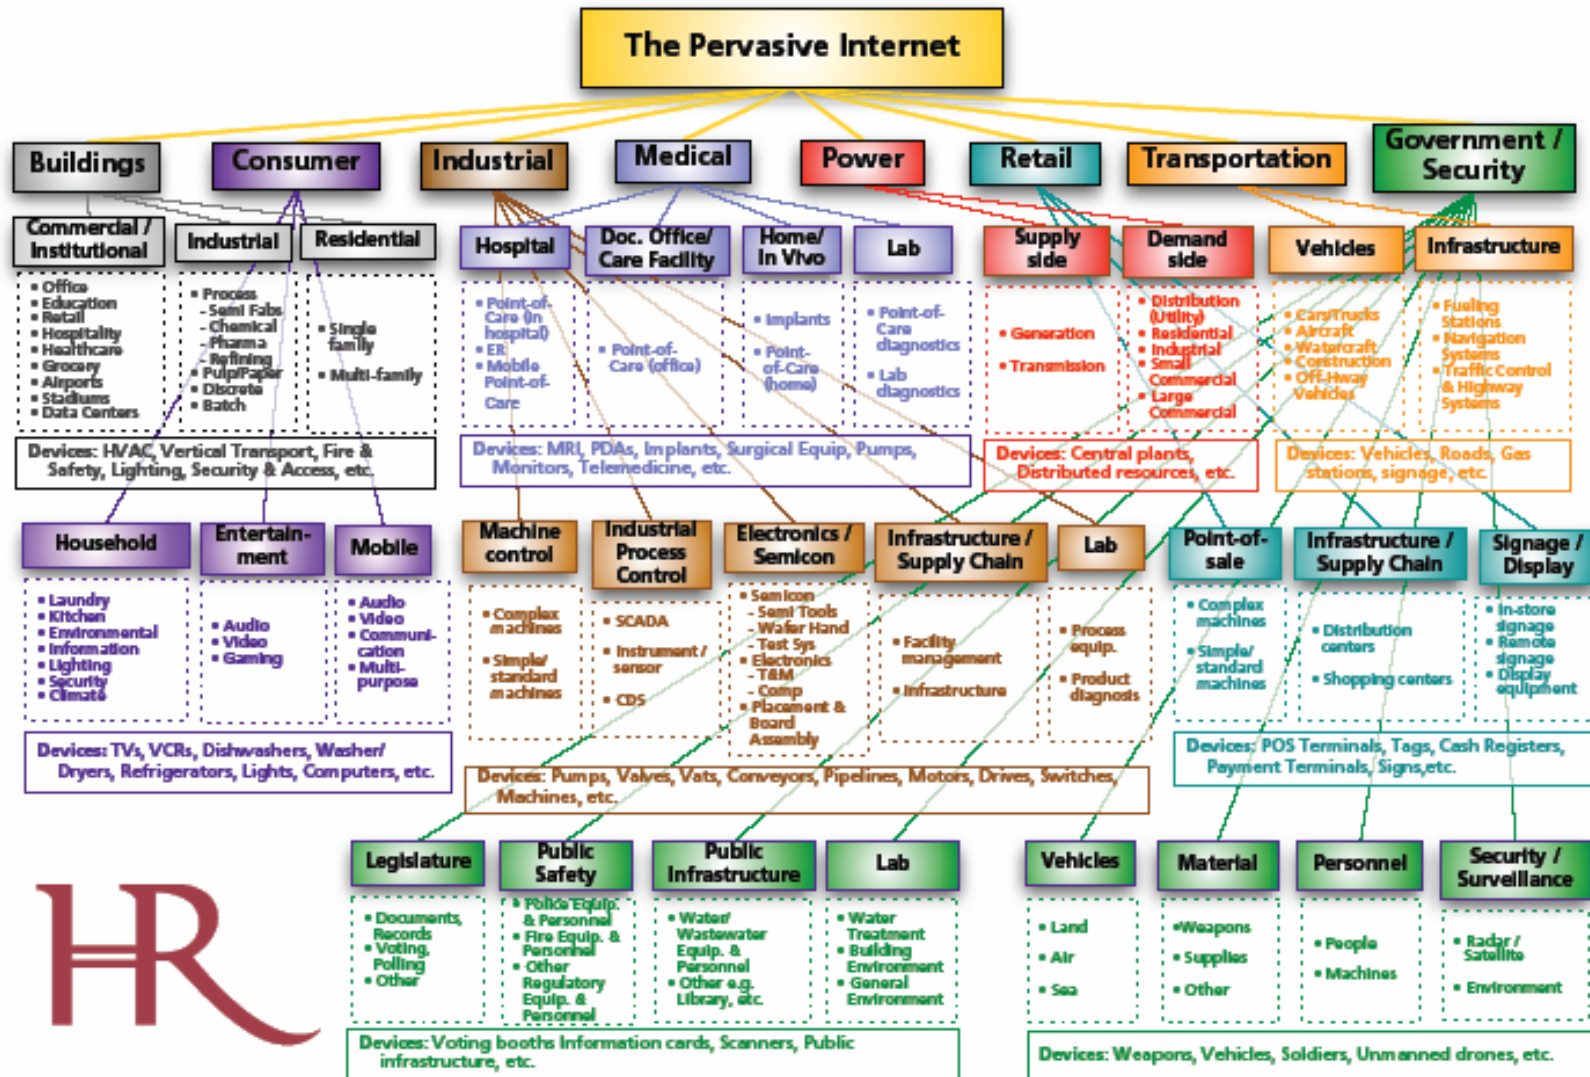 The Pervasive Internet
Buildings
Consumer
Industrial
Medical
Power
Retail
Transportation
Government /
Security
Commercial /
Institutional
▪ Office
▪ Education
▪ Retail
▪ Hospitality
▪ Healthcare
▪ Grocery
▪ Airports
▪ Stadiums
▪ Data Centers
Industrial
▪ Process
- Semi Fabs
- Chemical
- Pharma
- Refining
▪ Pulp/Paper
▪ Discrete
▪ Batch
Residential
▪ Single
family
▪ Multi-family
Devices: HVAC, Vertical Transport, Fire &
Safety, Lighting, Security & Access, etc.
Hospital
▪ Point-of-
Care (in
hospital)
▪ ER
▪ Mobile
Point-of-
Care
Doc. Office/
Care Facility
▪ Point-of-
Care (office)
Home/
In Vivo
▪ Implants
▪ Point-
of-Care
(home)
Lab
▪ Point-of-
Care
diagnostics
▪ Lab
diagnostics
Devices: MRI, PDAs, Implants, Surgical Equip, Pumps,
Monitors, Telemedicine, etc.
Supply
side
▪ Generation
▪ Transmission
Demand
side
▪ Distribution
(Utility)
▪ Residential
▪ Industrial
▪ Small
Commercial
▪ Large
Commercial
Devices: Central plants,
Distributed resources, etc.
Vehicles
▪ Cars/Trucks
▪ Aircraft
▪ Watercraft
▪ Construction
▪ Off-Hway
Vehicles
Infrastructure
▪ Fueling
Stations
▪ Navigation
Systems
▪ Traffic Control
& Highway
Systems
Devices: Vehicles, Roads, Gas
stations, signage, etc.
Household
▪ Laundry
▪ Kitchen
▪ Environmental
▪ Information
▪ Lighting
▪ Security
▪ Climate
Entertain-
ment
▪ Audio
▪ Video
▪ Gaming
Mobile
▪ Audio
▪ Video
▪ Communi-
cation
▪ Multi-
purpose
Devices: TVs, VCRs, Dishwashers, Washer/
Dryers, Refrigerators, Lights, Computers, etc.
Machine
control
▪ Complex
machines
▪ Simple/
standard
machines
Industrial
Process
Control
▪ SCADA
▪ Instrument /
sensor
▪ CDS
Electronics /
Semicon
▪ Semicon
- Semi Tools
- Wafer Hand
- Test Sys
▪ Electronics
- T&M
- Comp
▪ Placement &
Board
Assembly
Infrastructure /
Supply Chain
▪ Facility
management
▪ Infrastructure
Lab
▪ Process
equip.
▪ Product
diagnosis
Devices: Pumps, Valves, Vats, Conveyors, Pipelines, Motors, Drives, Switches,
Machines, etc.
Point-of-
sale
▪ Complex
machines
▪ Simple/
standard
machines
Infrastructure /
Supply Chain
▪ Distribution
centers
▪ Shopping centers
Signage /
Display
▪ In-store
signage
▪ Remote
signage
▪ Display
equipment
Devices: POS Terminals, Tags, Cash Registers,
Payment Terminals, Signs,etc.
Legislature
▪ Documents,
Records
▪ Voting,
Polling
▪ Other
Public
Safety
▪ Police Equip.
& Personnel
▪ Fire Equip. &
Personnel
▪ Other
Regulatory
Equip. &
Personnel
Public
Infrastructure
▪ Water/
Wastewater
Equip. &
Personnel
▪ Other e.g.
Library, etc.
Lab
▪ Water
Treatment
▪ Building
Environment
▪ General
Environment
Devices: Voting booths Information cards, Scanners, Public
infrastructure, etc.
Vehicles
▪ Land
▪ Air
▪ Sea
Material
▪Weapons
▪ Supplies
▪ Other
Personnel
▪ People
▪ Machines
Security /
Surveillance
▪ Radar /
Satellite
▪ Environment
Devices: Weapons, Vehicles, Soldiers, Unmanned drones, etc.
HR